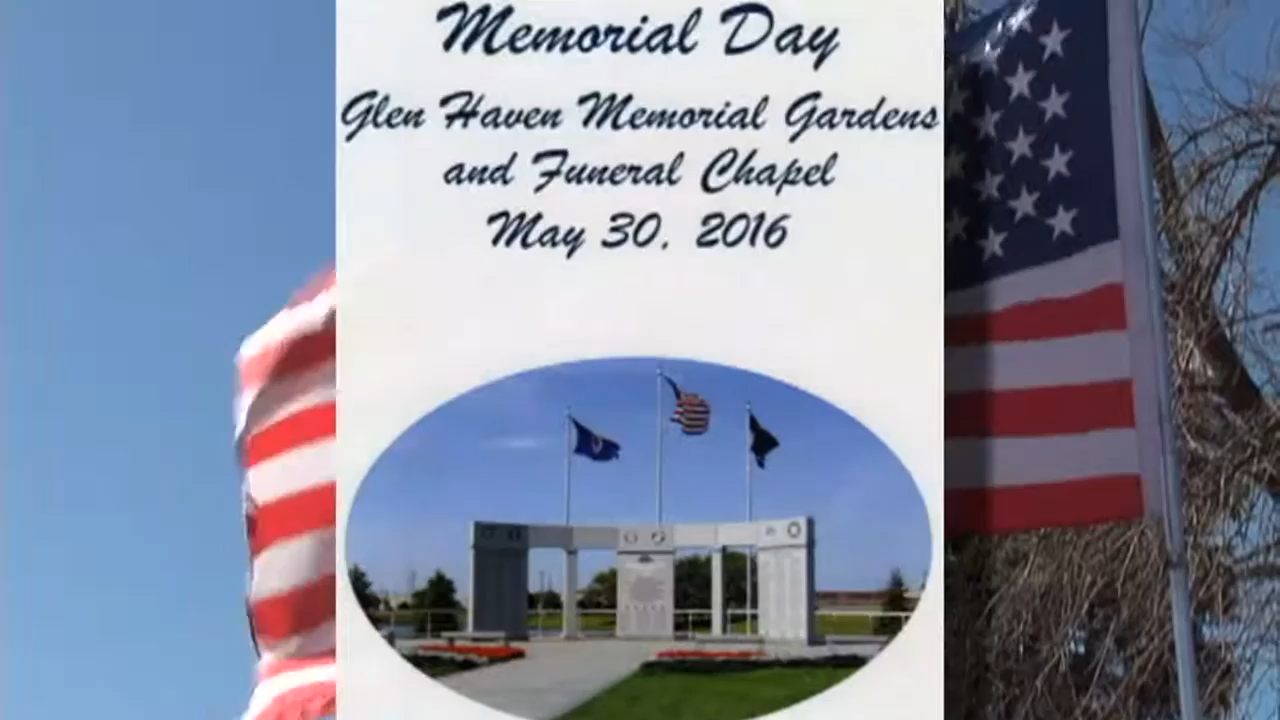 Memorial Day
Glen Haven Memorial Gardens
and Funeral Chapel
May 30, 2016